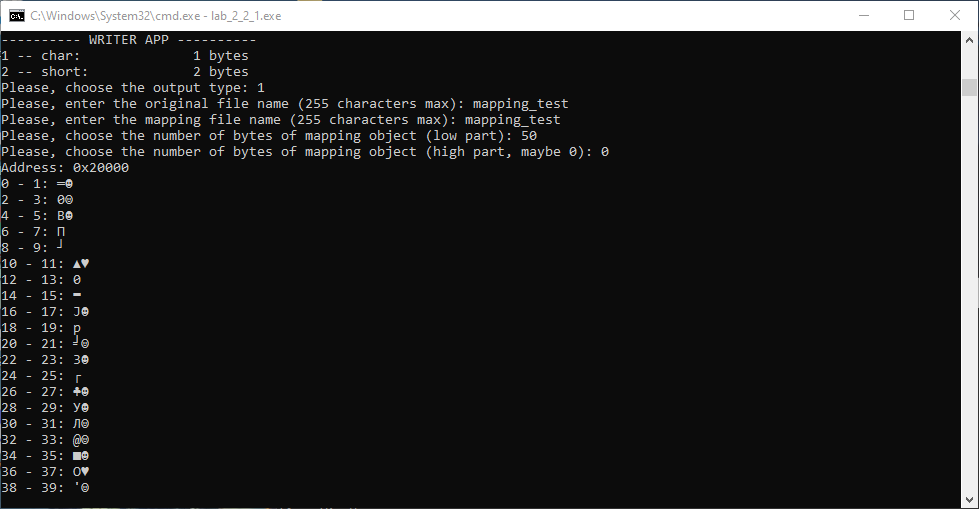 C:\Windows\System32\cmd.exe - lab_2_2_1.exe
---------- WRITER APP ----------
1 -- char:              1 bytes
2 -- short:             2 bytes
Please, choose the output type: 1
Please, enter the original file name (255 characters max): mapping_test
Please, enter the mapping file name (255 characters max): mapping_test
Please, choose the number of bytes of mapping object (low part): 50
Please, choose the number of bytes of mapping object (high part, maybe 0): 0
Address: 0x20000
0 - 1: ═☻
2 - 3: 0☺
4 - 5: В☻
6 - 7: П
8 - 9: ┘
10 - 11: ▲♥
12 - 13: 0
14 - 15: ▬
16 - 17: J☻
18 - 19: р
20 - 21: ╛☺
22 - 23: З☻
24 - 25: ┌
26 - 27: ♣☻
28 - 29: У☻
30 - 31: Л☺
32 - 33: @☺
34 - 35: ■☻
36 - 37: О♥
38 - 39: '☺